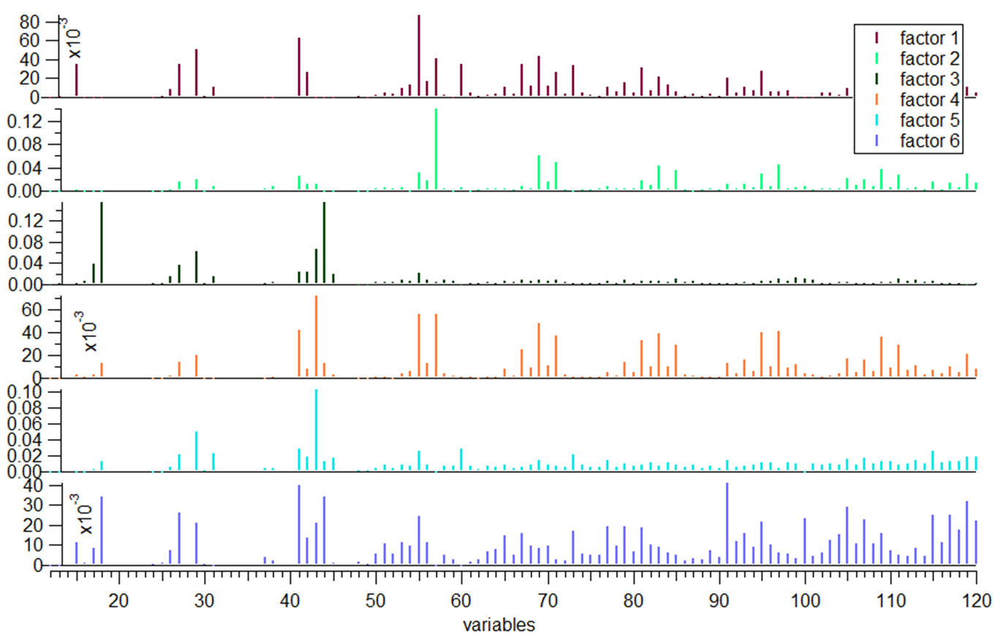 80
60
40
20
0
x10-3
factor 1
factor 2
factor 3
factor 4
factor 5
factor 6
0.12
0.08
0.04
0.00
0.12
0.08
0.04
0.00
60
40
20
0
x10-3
0.10
0.08
0.06
0.04
0.02
0.00
40
30
20
10
0
x10-3
20 30 40 50 60 70 80 90 100 110 120
variables